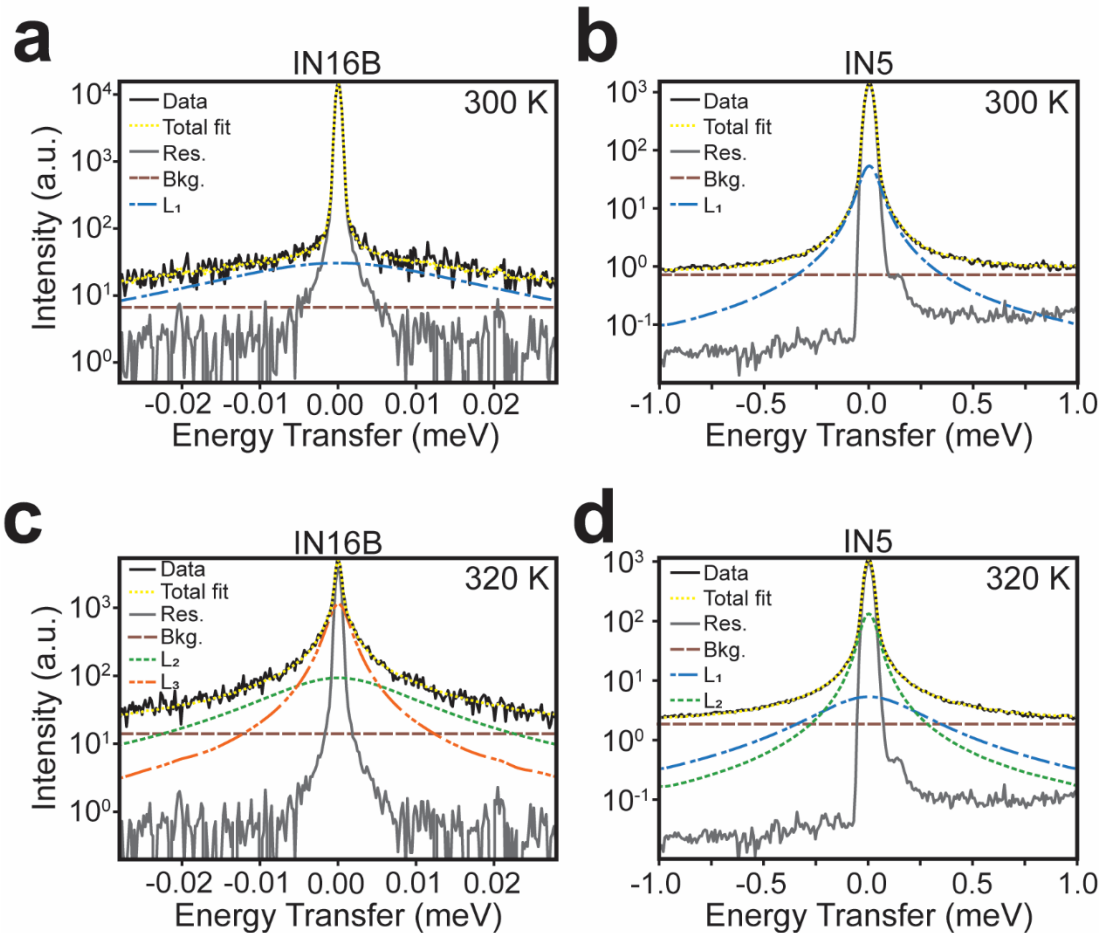 a
IN16B
300 K
Data
Total fit
Res.
Bkg.
L₁
10⁴
10³
10²
10¹
10⁰
Intensity (a.u.)
-0.02 -0.01 0.00 0.01 0.02
Energy Transfer (meV)
b
IN5
300 K
Data
Total fit
Res.
Bkg.
L₁
10³
10²
10¹
10⁰
10⁻¹
-1.0 -0.5 0.0 0.5 1.0
Energy Transfer (meV)
c
IN16B
320 K
Data
Total fit
Res.
Bkg.
L₂
L₃
10³
10²
10¹
10⁰
Intensity (a.u.)
-0.02 -0.01 0.00 0.01 0.02
Energy Transfer (meV)
d
IN5
320 K
Data
Total fit
Res.
Bkg.
L₁
L₂
10³
10²
10¹
10⁰
10⁻¹
-1.0 -0.5 0.0 0.5 1.0
Energy Transfer (meV)